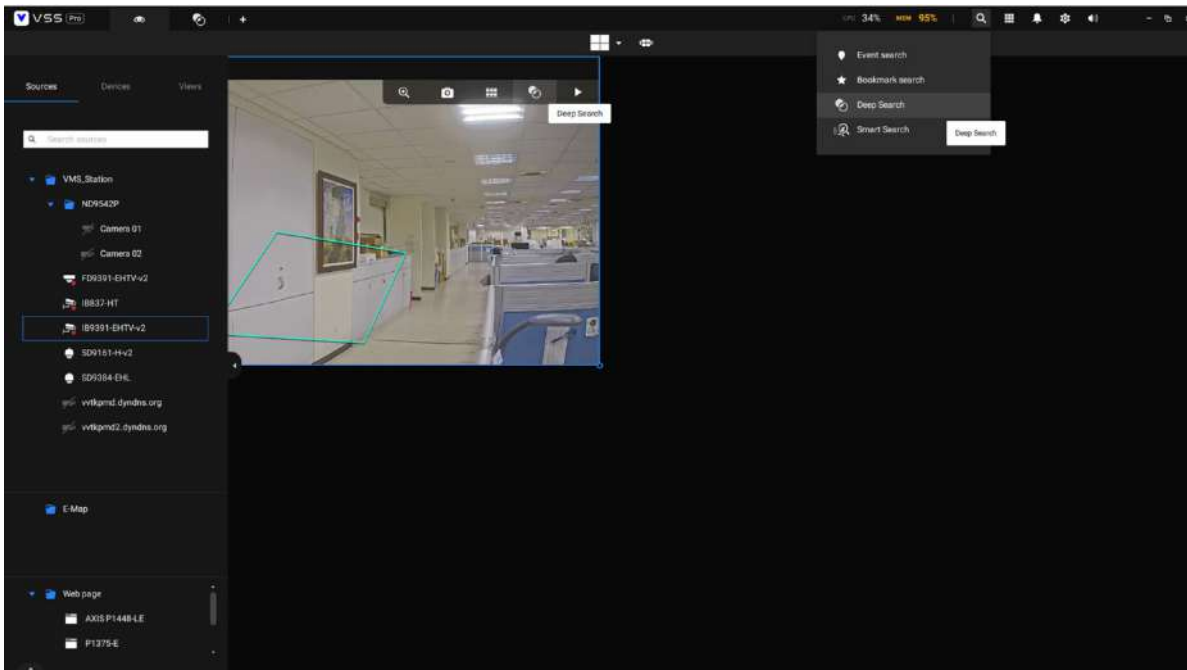 VSS Pro
CPU 34% MEM 95%
Sources Devices Views
Search sources
VMS_Station
ND9542P
Camera 01
Camera 02
FD9391-EHTV-v2
IB837-HT
IB9391-EHTV-v2
SD9161-H-v2
SD9384-EHL
vvtkpmd.dyndns.org
vvtkpmd2.dyndns.org
E-Map
Web page
AXIS P1448-LE
P1375-E
Deep Search
Event search
Bookmark search
Deep Search
Smart Search
Deep Search